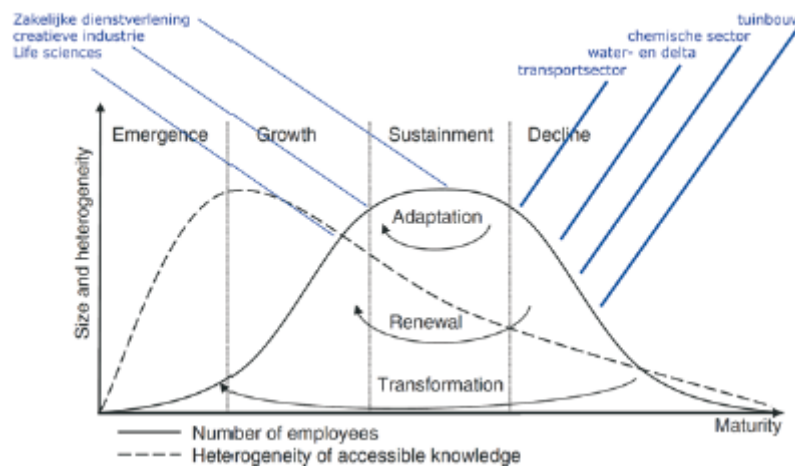 Zakelijke dienstverlening
creatieve industrie
Life sciences
tuinbouw
chemische sector
water- en delta
transportsector
Emergence
Growth
Sustainment
Decline
Size and heterogeneity
Adaptation
Renewal
Transformation
Maturity
Number of employees
Heterogeneity of accessible knowledge